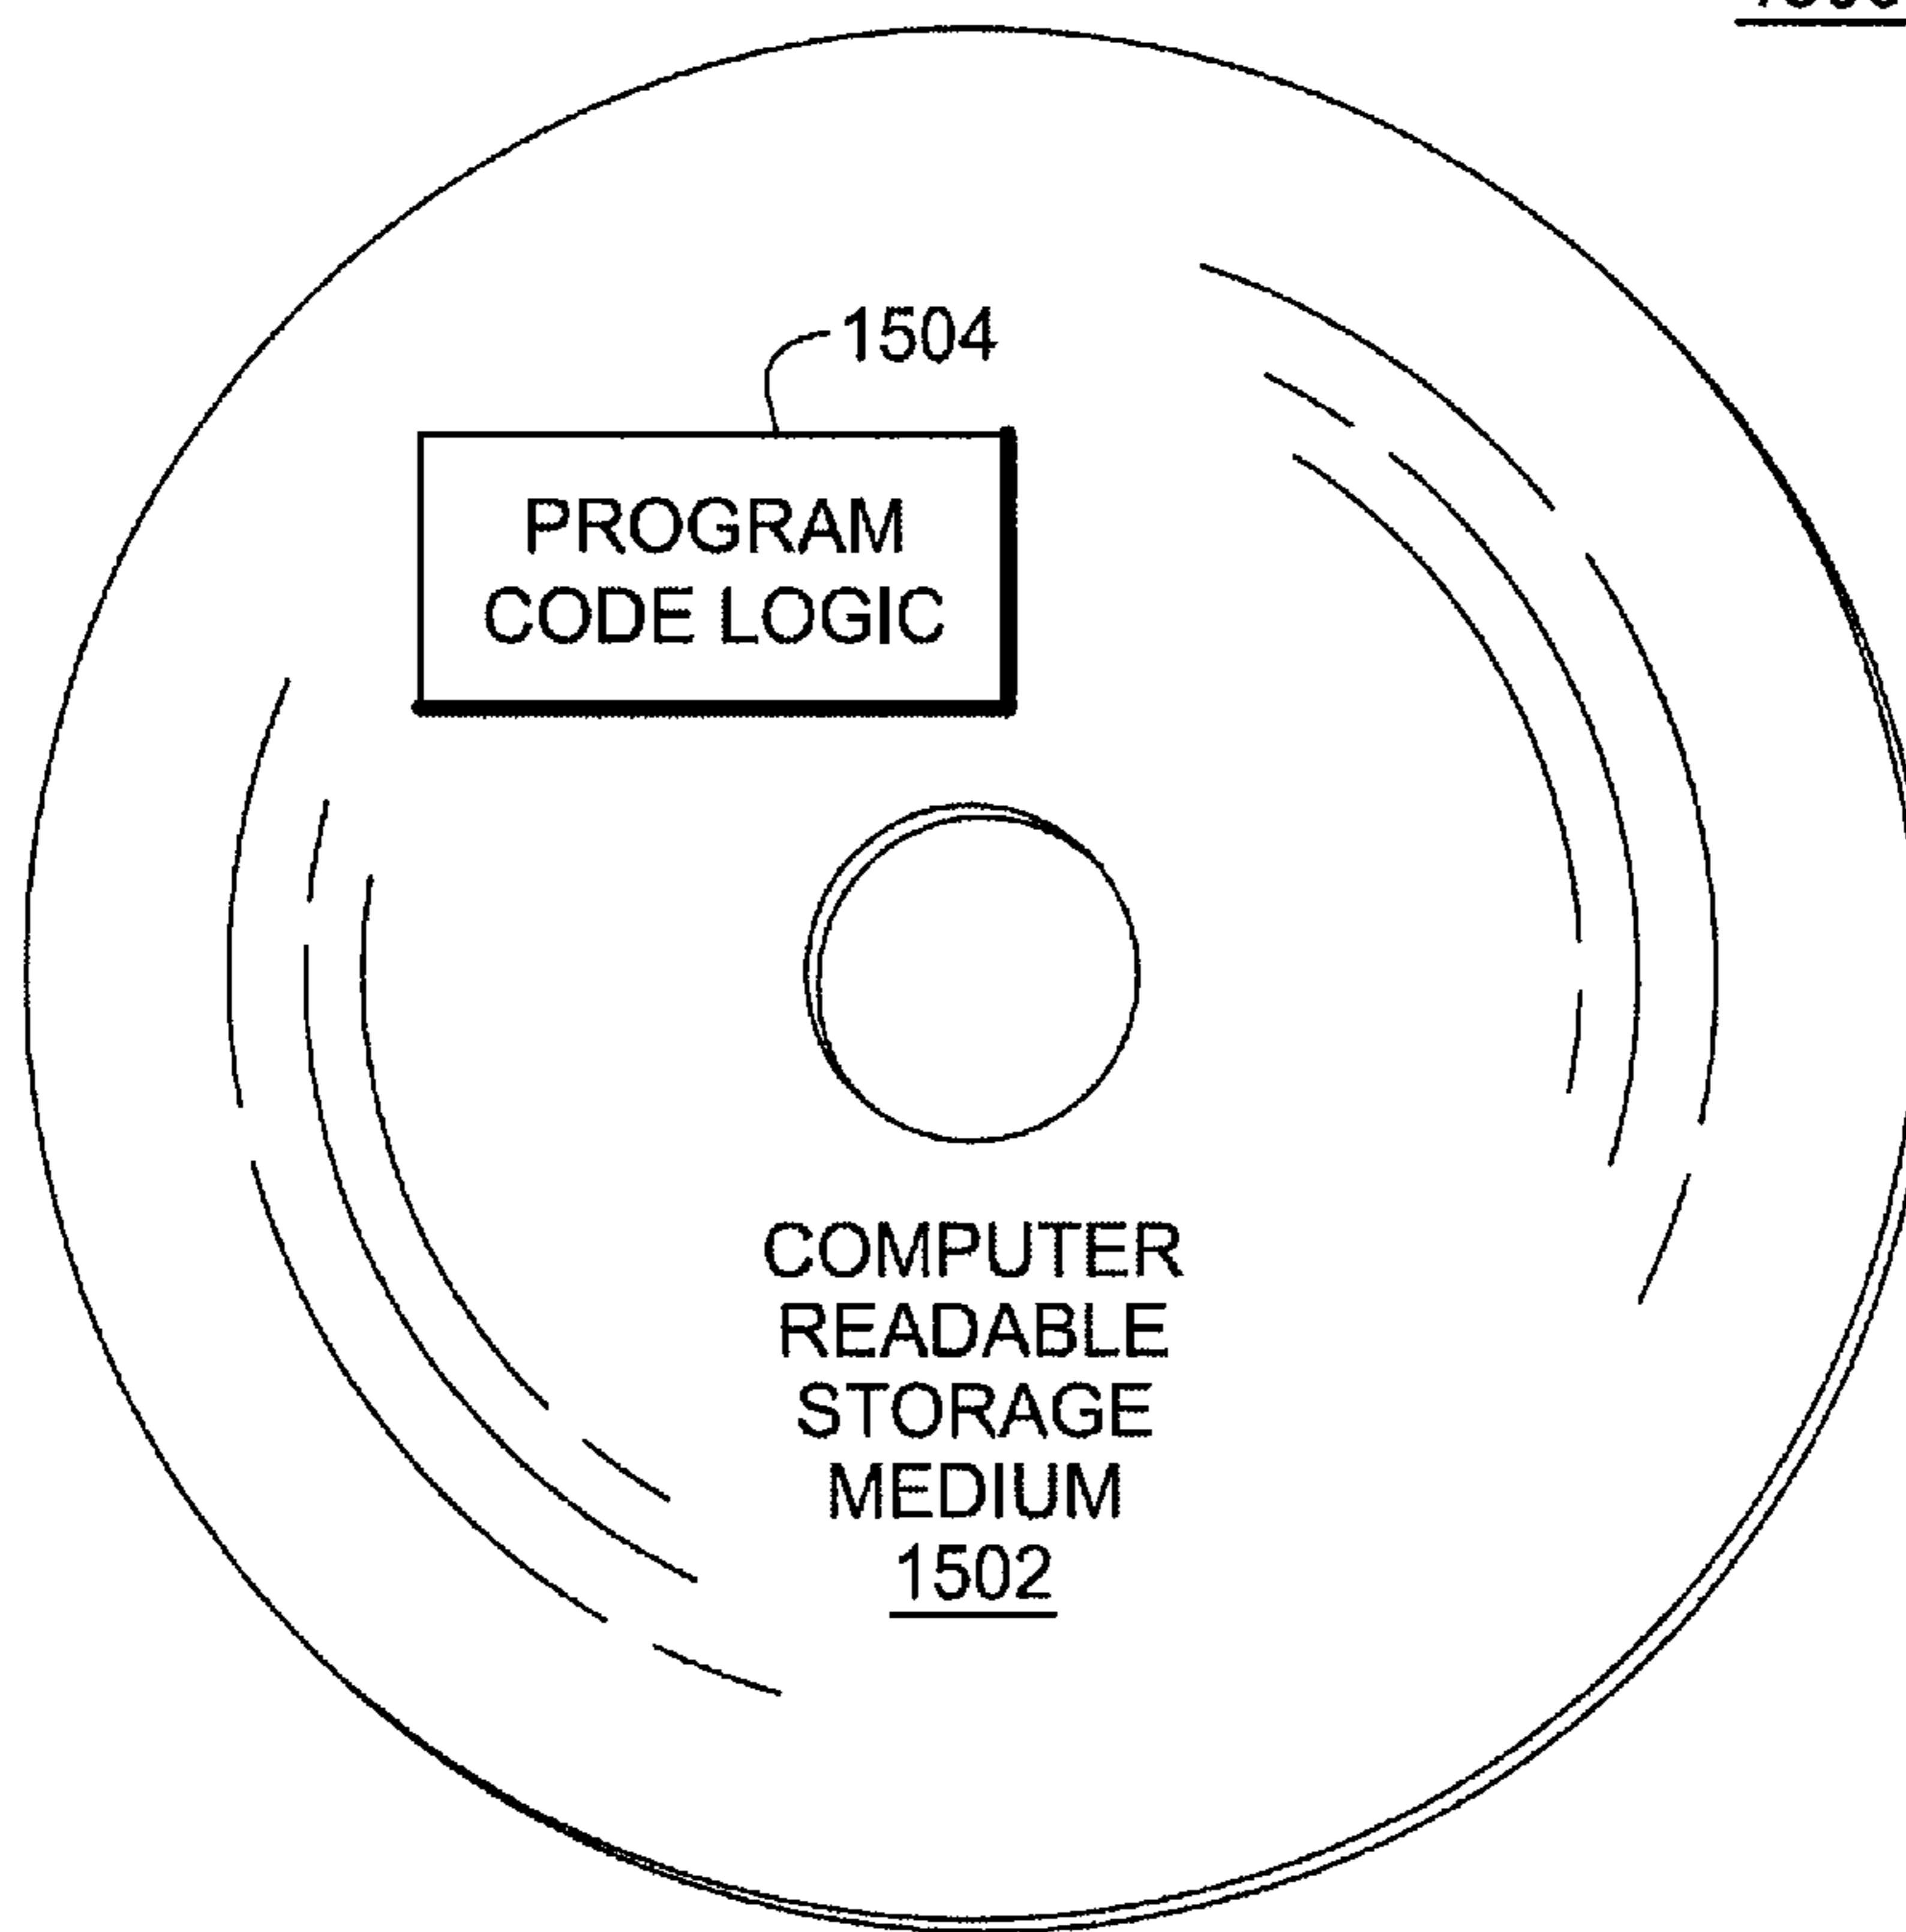 1504
PROGRAM
CODE LOGIC
COMPUTER
READABLE
STORAGE
MEDIUM
1502